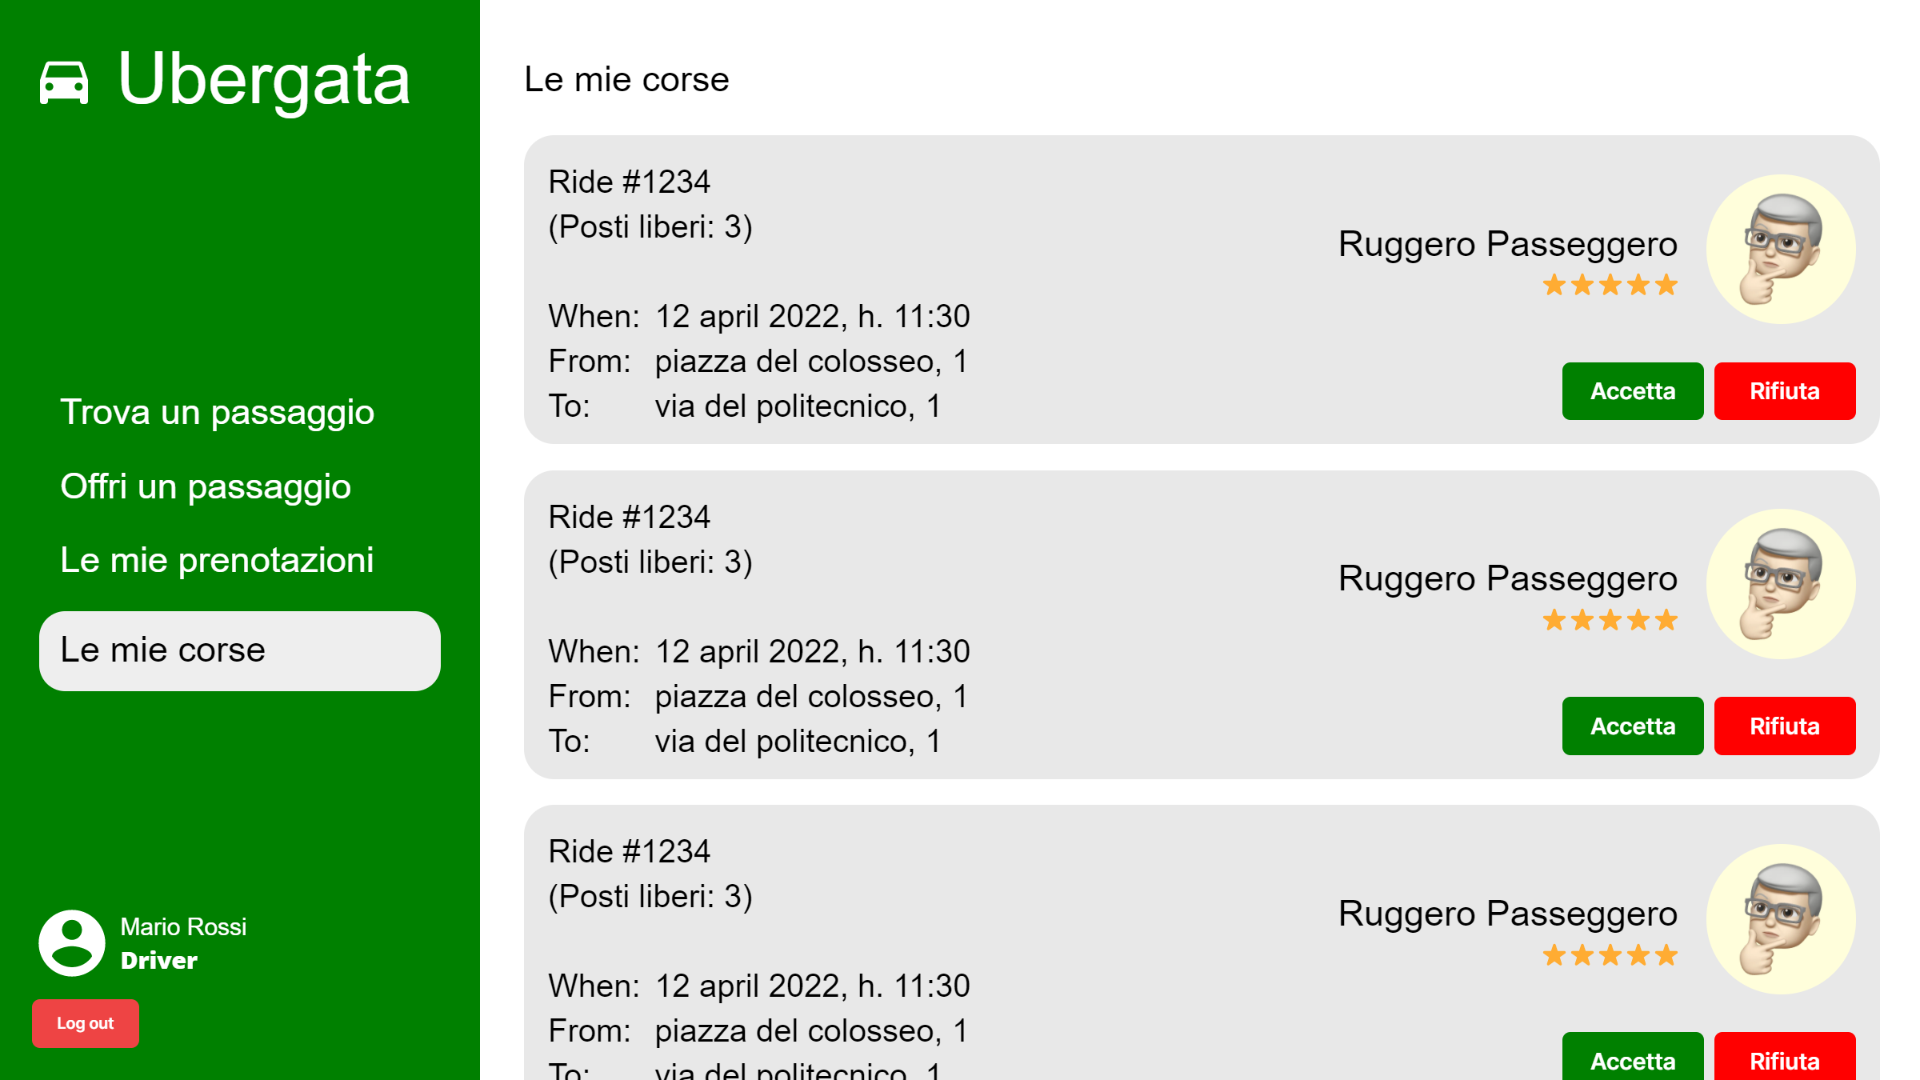 Ubergata
Trova un passaggio
Offri un passaggio
Le mie prenotazioni
Le mie corse
Mario Rossi
Driver
Log out
Le mie corse
Ride #1234
(Posti liberi: 3)
When: 12 april 2022, h. 11:30
From: piazza del colosseo, 1
To: via del politecnico, 1
Ruggero Passeggero
Accetta Rifiuta
Ride #1234
(Posti liberi: 3)
When: 12 april 2022, h. 11:30
From: piazza del colosseo, 1
To: via del politecnico, 1
Ruggero Passeggero
Accetta Rifiuta
Ride #1234
(Posti liberi: 3)
When: 12 april 2022, h. 11:30
From: piazza del colosseo, 1
To: via del politecnico, 1
Ruggero Passeggero
Accetta Rifiuta